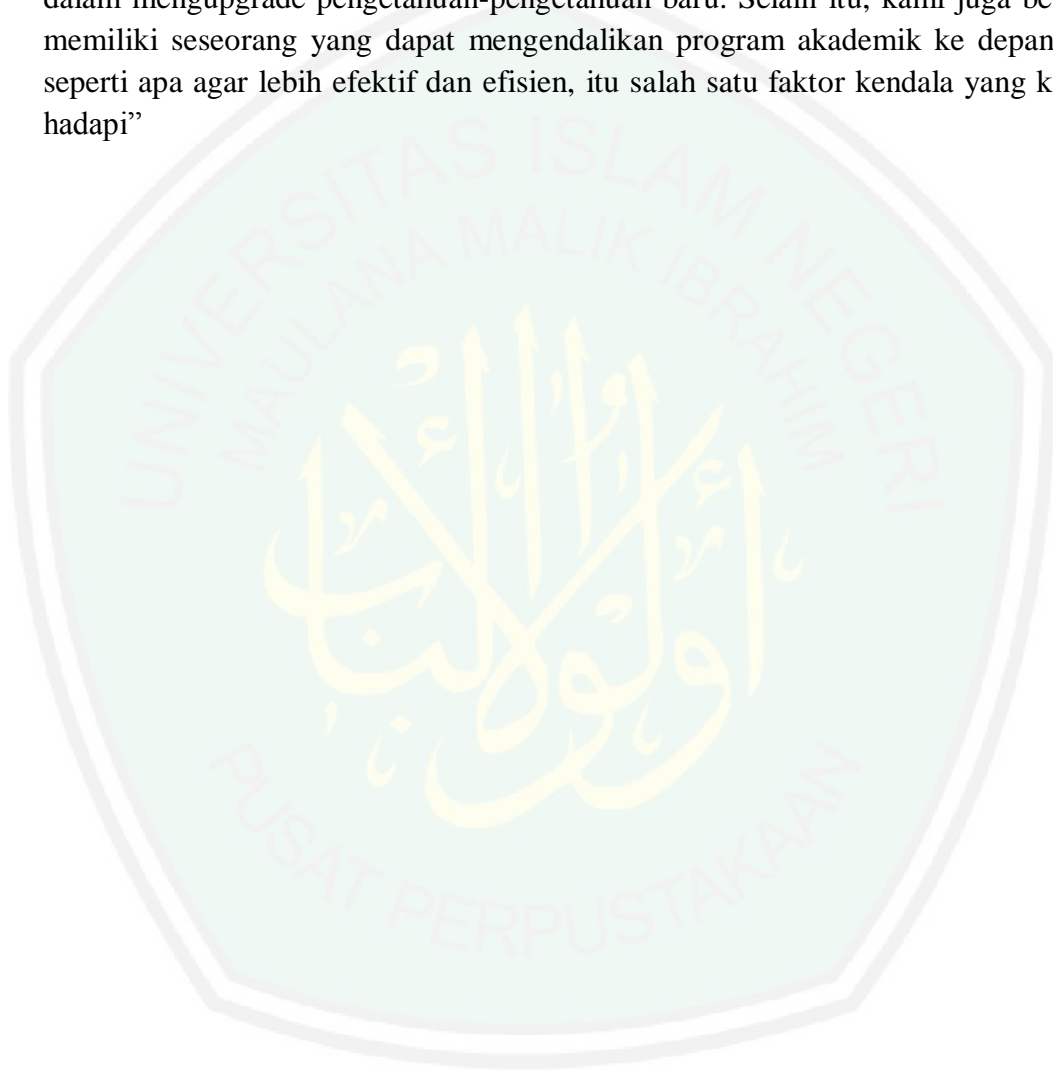 dalam mengupgrade pengetahuan-pengetahuan baru. Selain itu, kami juga
memiliki seseorang yang dapat mengendalikan program akademik ke depan
seperti apa agar lebih efektif dan efisien, itu salah satu faktor kendala yang
hadapi”
UNIVERSITAS ISLAM NEGERI
MAULANA MALIK IBRAHIM
أولوا الألباب
PUSAT PERPUSTAKAAN